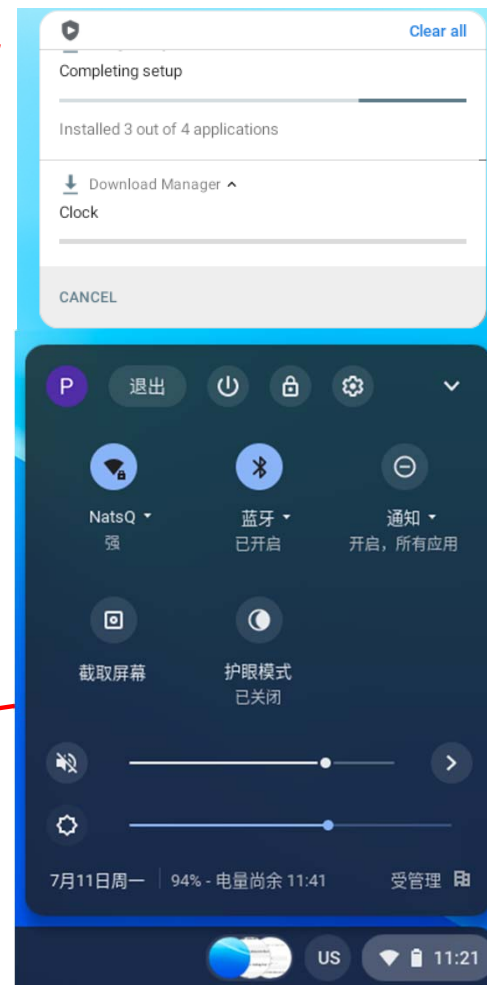 Clear all
Completing setup
Installed 3 out of 4 applications
Download Manager
Clock
CANCEL
P 退出
NatsQ 蓝牙 通知
强 已开启 开启，所有应用
截取屏幕 护眼模式
已关闭
7月11日周一 94% - 电量尚余 11:41 受管理
US 11:21